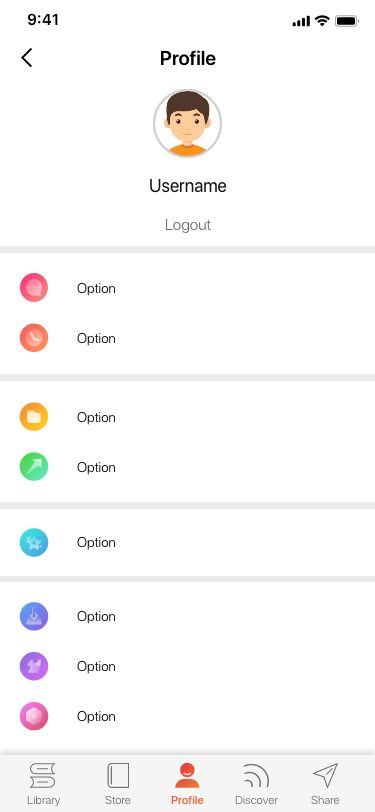 9:41
Profile
Username
Logout
Option
Option
Option
Option
Option
Option
Option
Option
Library
Store
Profile
Discover
Share